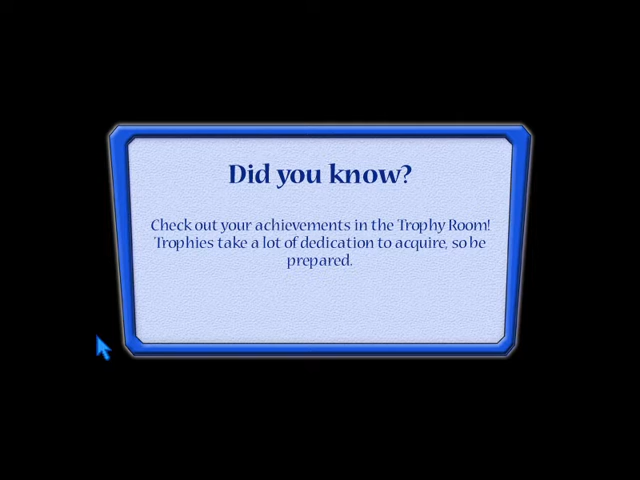 Did you know?
Check out your achievements in the Trophy Room!
Trophies take a lot of dedication to acquire, so be
prepared.